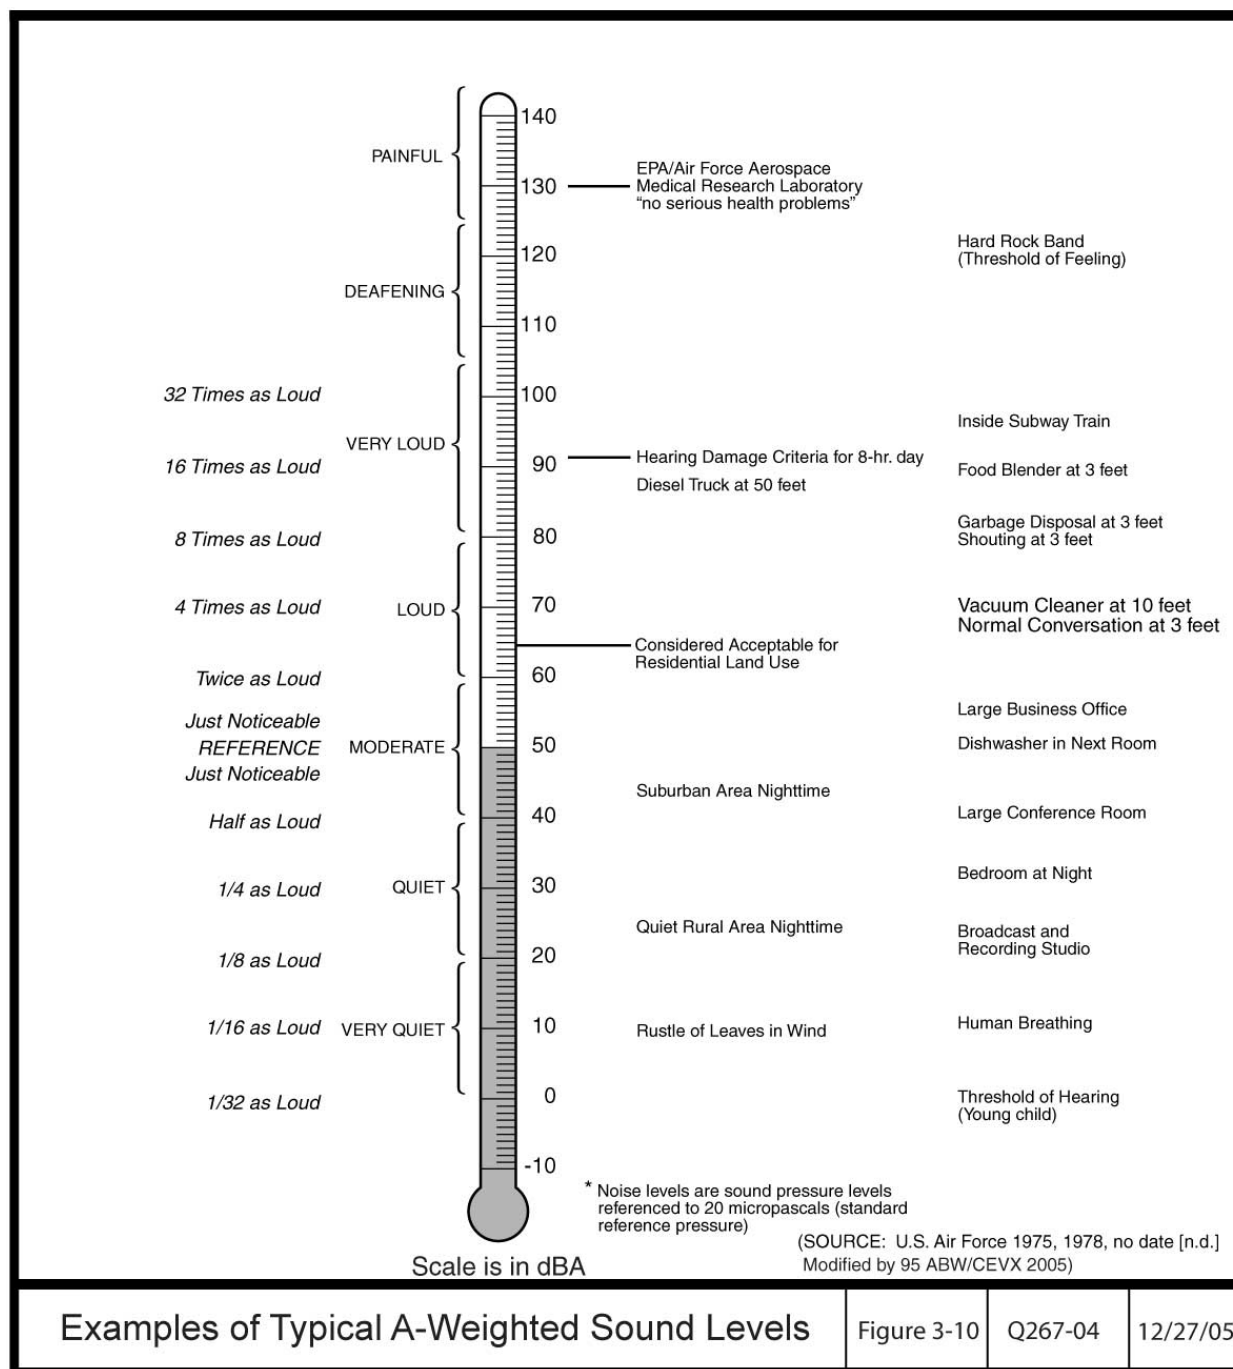 140
PAINFUL
EPA/Air Force Aerospace
130
Medical Research Laboratory
“no serious health problems”
Hard Rock Band
120
(Threshold of Feeling)
DEAFENING
110
32 Times as Loud
100
Inside Subway Train
VERY LOUD
Hearing Damage Criteria for 8-hr. day
16 Times as Loud
90
Food Blender at 3 feet
Diesel Truck at 50 feet
Garbage Disposal at 3 feet
8 Times as Loud
80
Shouting at 3 feet
4 Times as Loud
LOUD
70
Vacuum Cleaner at 10 feet
Normal Conversation at 3 feet
Considered Acceptable for
Residential Land Use
Twice as Loud
60
Large Business Office
Just Noticeable
REFERENCE
MODERATE
50
Dishwasher in Next Room
Just Noticeable
Suburban Area Nighttime
Half as Loud
40
Large Conference Room
Bedroom at Night
1/4 as Loud
QUIET
30
Quiet Rural Area Nighttime
Broadcast and
Recording Studio
1/8 as Loud
20
1/16 as Loud
VERY QUIET
10
Rustle of Leaves in Wind
Human Breathing
1/32 as Loud
0
Threshold of Hearing
(Young child)
-10
* Noise levels are sound pressure levels
referenced to 20 micropascals (standard
reference pressure)
(SOURCE: U.S. Air Force 1975, 1978, no date [n.d.]
Modified by 95 ABW/CEVX 2005)
Scale is in dBA
Examples of Typical A-Weighted Sound Levels
Figure 3-10
Q267-04
12/27/05